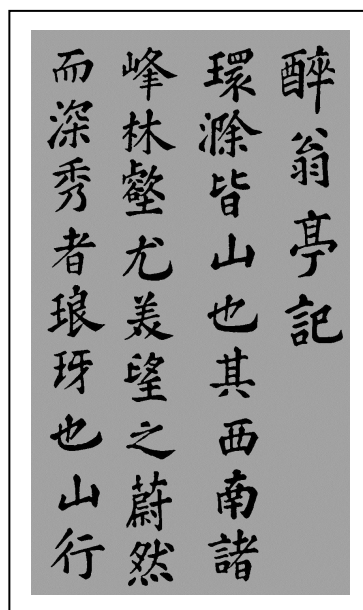 醉翁亭記
環滁皆山也其西南諸
峰林壑尤美望之蔚然
而深秀者琅玡也山行